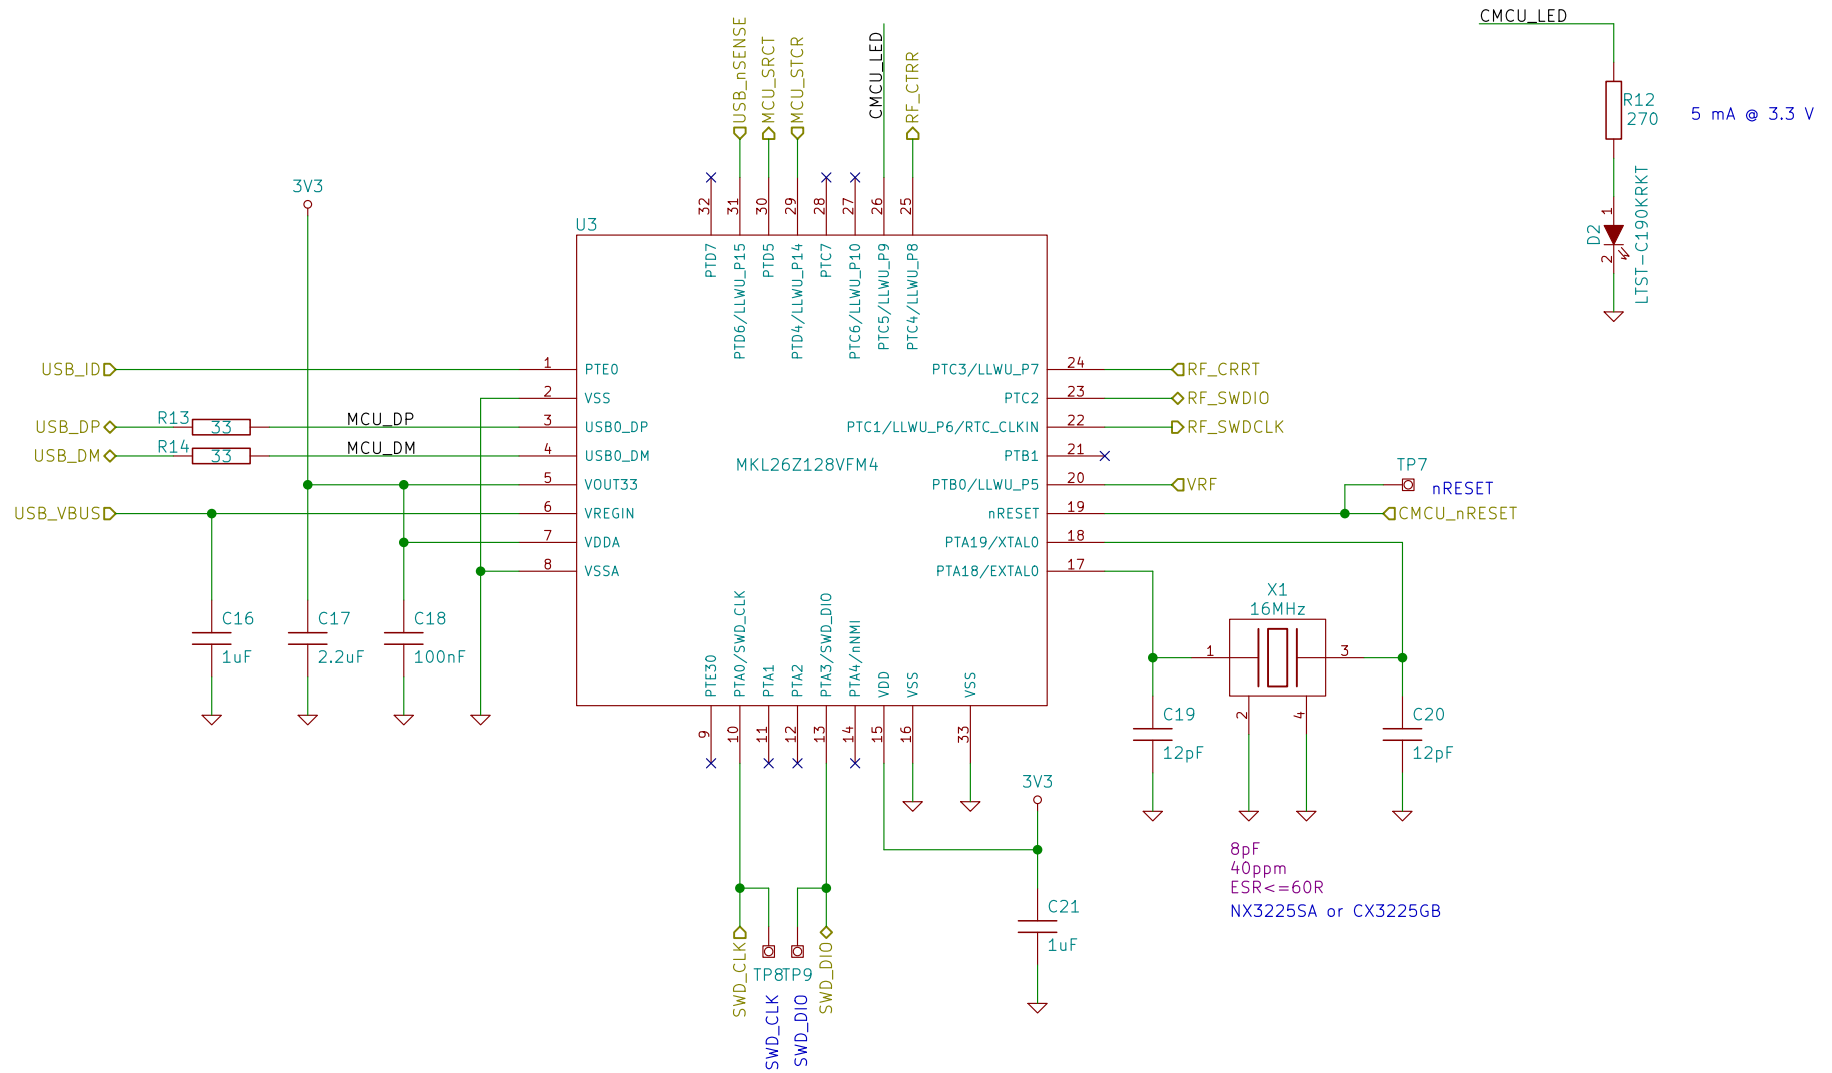 CMCU_LED
R12
270
5 mA @ 3.3 V
1
D2
2
LTST-C190KRKT
USB_nSENSE
MCU_SRCT
MCU_STCR
CMCU_LED
RF_CTRR
3V3
U3
32
31
30
29
28
27
26
25
PTD7
PTD6/LLWU_P15
PTD5
PTD4/LLWU_P14
PTC7
PTC6/LLWU_P10
PTC5/LLWU_P9
PTC4/LLWU_P8
USB_ID
1
PTE0
2
VSS
USB_DP
R13
33
MCU_DP
3
USB0_DP
USB_DM
R14
33
MCU_DM
4
USB0_DM
5
VOUT33
USB_VBUS
6
VREGIN
7
VDDA
8
VSSA
MKL26Z128VFM4
PTC3/LLWU_P7
24
RF_CRRT
PTC2
23
RF_SWDIO
PTC1/LLWU_P6/RTC_CLKIN
22
RF_SWDCLK
PTB1
21
PTB0/LLWU_P5
20
VRF
TP7
nRESET
nRESET
19
CMCU_nRESET
PTA19/XTAL0
18
PTA18/EXTAL0
17
C16
1uF
C17
2.2uF
C18
100nF
X1
16MHz
1
3
2
4
C19
12pF
C20
12pF
PTE30
PTA0/SWD_CLK
PTA1
PTA2
PTA3/SWD_DIO
PTA4/nNMI
VDD
VSS
VSS
9
10
11
12
13
14
15
16
33
3V3
C21
1uF
8pF
40ppm
ESR<=60R
NX3225SA or CX3225GB
SWD_CLK
TP8
TP9
SWD_DIO
SWD_CLK
SWD_DIO